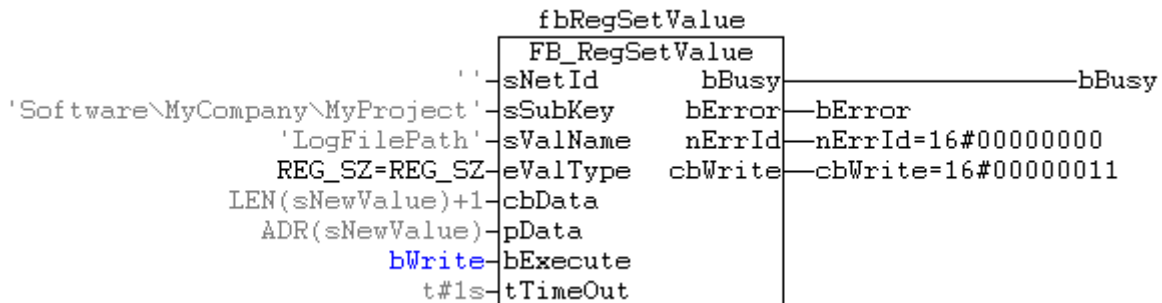 fbRegSetValue
FB_RegSetValue
''-sNetId bBusy bBusy
'Software\MyCompany\MyProject'-sSubKey bError bError
'LogFilePath'-sValName nErrId nErrId=16#00000000
REG_SZ=REG_SZ-eValType cbWrite cbWrite=16#00000011
LEN(sNewValue)+1-cbData
ADR(sNewValue)-pData
bWrite-bExecute
t#1s-tTimeOut